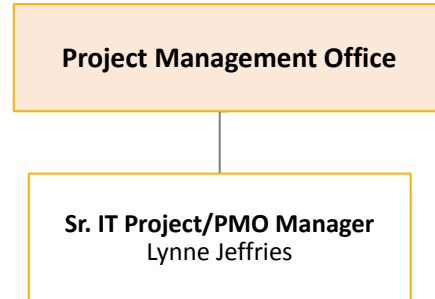 Project Management Office
Sr. IT Project/PMO Manager
Lynne Jeffries